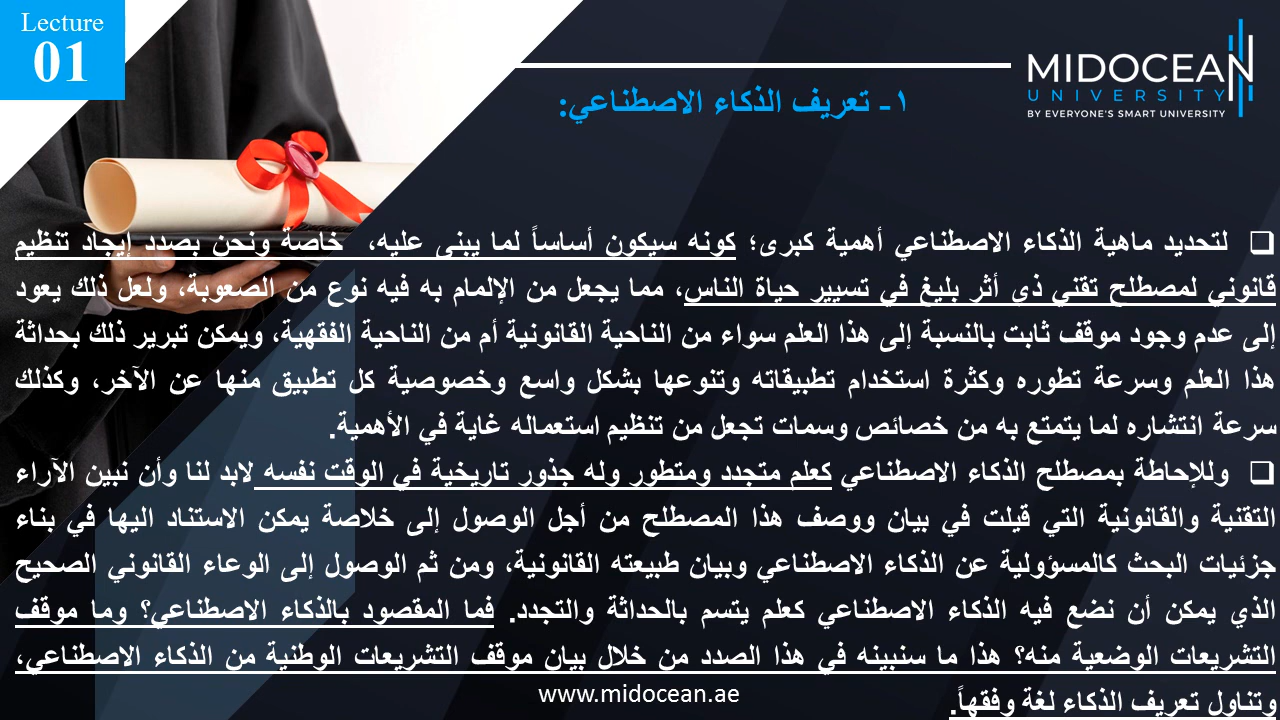 Lecture
01
MIDOCEAN
UNIVERSITY
BY EVERYONE'S SMART UNIVERSITY
١- تعريف الذكاء الاصطناعي:
❑ لتحديد ماهية الذكاء الاصطناعي أهمية كبرى؛ كونه سيكون أساساً لما يبنى عليه، خاصة ونحن بصدد إيجاد تنظيم
قانوني لمصطلح تقني ذي أثر بليغ في تسيير حياة الناس، مما يجعل من الإلمام به فيه نوع من الصعوبة، ولعل ذلك يعود
إلى عدم وجود موقف ثابت بالنسبة إلى هذا العلم سواء من الناحية القانونية أم من الناحية الفقهية، ويمكن تبرير ذلك بحداثة
هذا العلم وسرعة تطوره وكثرة استخدام تطبيقاته وتنوعها بشكل واسع وخصوصية كل تطبيق منها عن الآخر، وكذلك
سرعة انتشاره لما يتمتع به من خصائص وسمات تجعل من تنظيم استعماله غاية في الأهمية.
❑ وللإحاطة بمصطلح الذكاء الاصطناعي كعلم متجدد ومتطور وله جذور تاريخية في الوقت نفسه لابد لنا وأن نبين الآراء
التقنية والقانونية التي قيلت في بيان ووصف هذا المصطلح من أجل الوصول إلى خلاصة يمكن الاستناد اليها في بناء
جزئيات البحث كالمسؤولية عن الذكاء الاصطناعي وبيان طبيعته القانونية، ومن ثم الوصول إلى الوعاء القانوني الصحيح
الذي يمكن أن نضع فيه الذكاء الاصطناعي كعلم يتسم بالحداثة والتجدد. فما المقصود بالذكاء الاصطناعي؟ وما موقف
التشريعات الوضعية منه؟ هذا ما سنبينه في هذا الصدد من خلال بيان موقف التشريعات الوطنية من الذكاء الاصطناعي،
وتناول تعريف الذكاء لغة وفقهاً.
www.midocean.ae